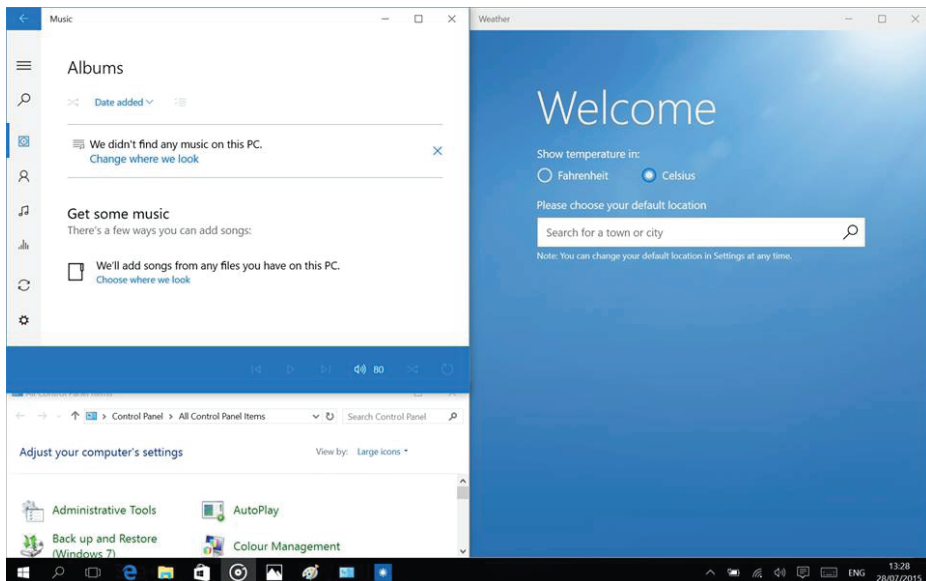 Music
Albums
Date added
We didn't find any music on this PC.
Change where we look
Get some music
There's a few ways you can add songs:
We'll add songs from any files you have on this PC.
Choose where we look
80
Weather
Welcome
Show temperature in:
Fahrenheit
Celsius
Please choose your default location
Search for a town or city
Note: You can change your default location in Settings at any time.
All Control Panel Items
Control Panel > All Control Panel Items
Search Control Panel
Adjust your computer's settings
View by: Large icons
Administrative Tools
AutoPlay
Back up and Restore
(Windows 7)
Colour Management
ENG
13:28
28/07/2015